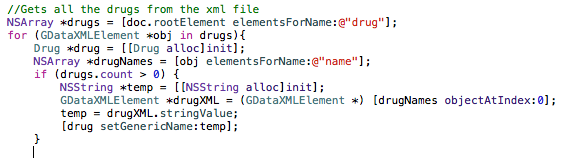 //Gets all the drugs from the xml file
NSArray *drugs = [doc.rootElement elementsForName:@"drug"];
for (GDataXMLElement *obj in drugs){
    Drug *drug = [[Drug alloc]init];
    NSArray *drugNames = [obj elementsForName:@"name"];
    if (drugs.count > 0) {
        NSString *temp = [[NSString alloc]init];
        GDataXMLElement *drugXML = (GDataXMLElement *) [drugNames objectAtIndex:0];
        temp = drugXML.stringValue;
        [drug setGenericName:temp];
    }